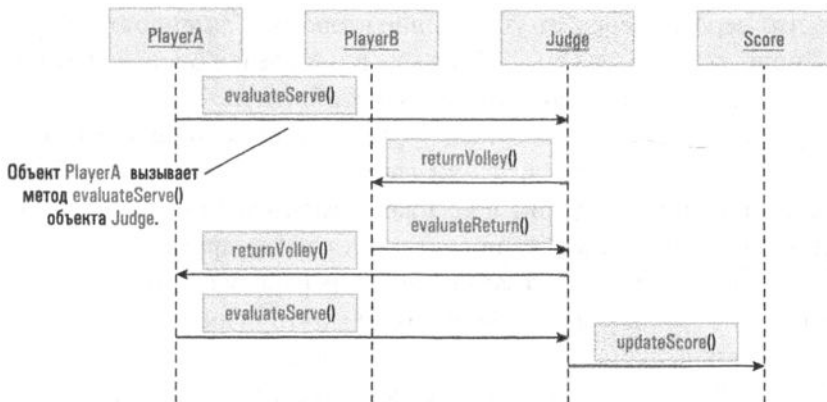 PlayerA
PlayerB
Judge
Score
evaluateServe()
Объект PlayerA вызывает
метод evaluateServe()
объекта Judge.
returnVolley()
evaluateReturn()
returnVolley()
evaluateServe()
updateScore()